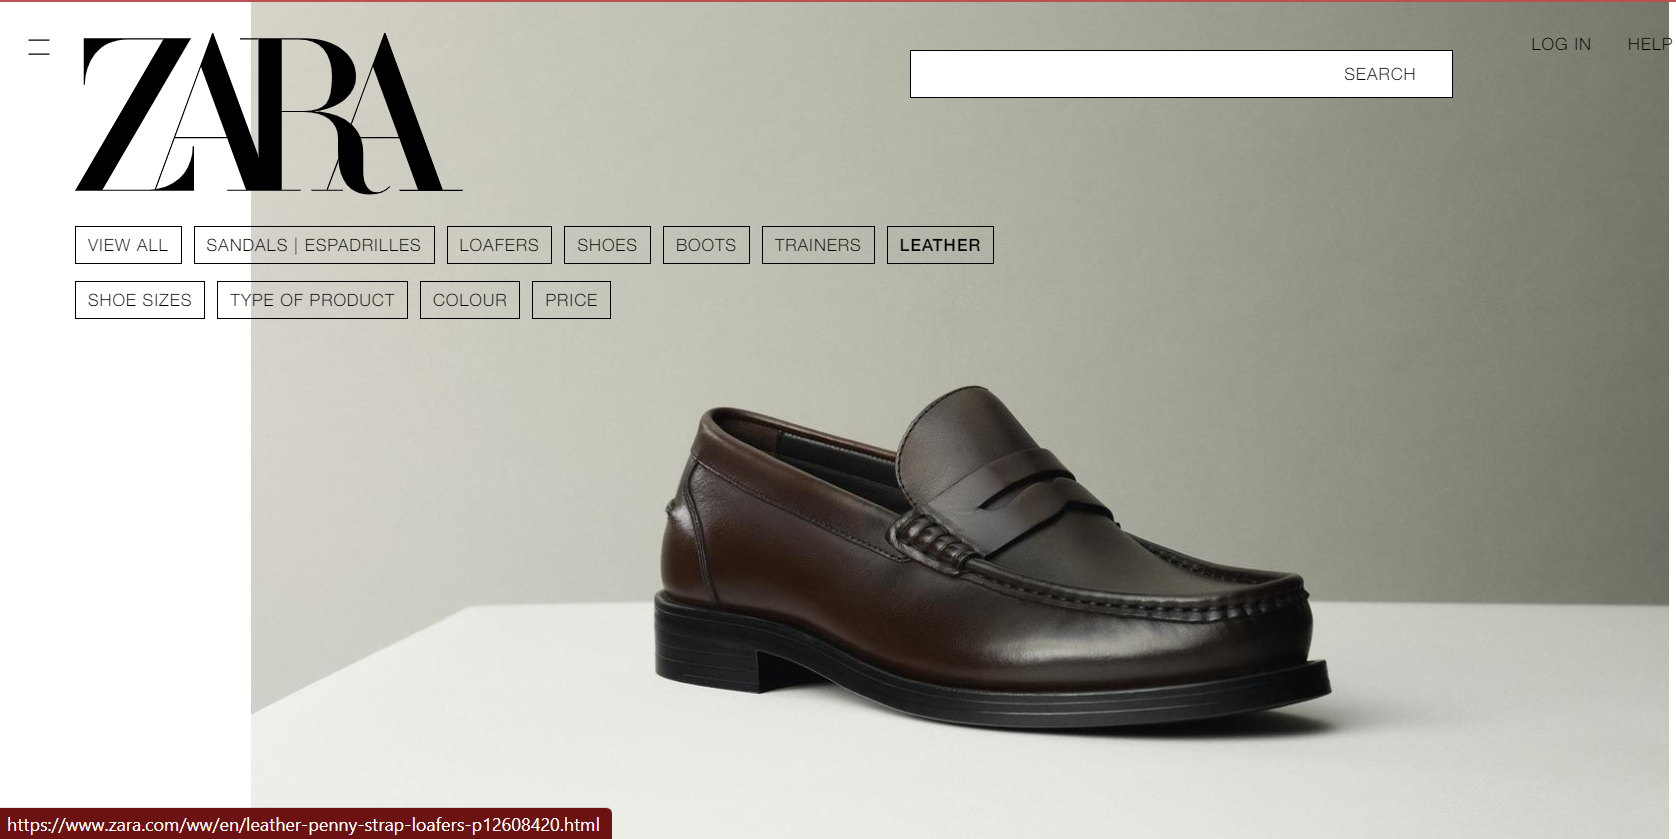 ZARA
SEARCH
LOG IN HELP
VIEW ALL SANDALS | ESPADRILLES LOAFERS SHOES BOOTS TRAINERS LEATHER
SHOE SIZES TYPE OF PRODUCT COLOUR PRICE
https://www.zara.com/ww/en/leather-penny-strap-loafers-p12608420.html